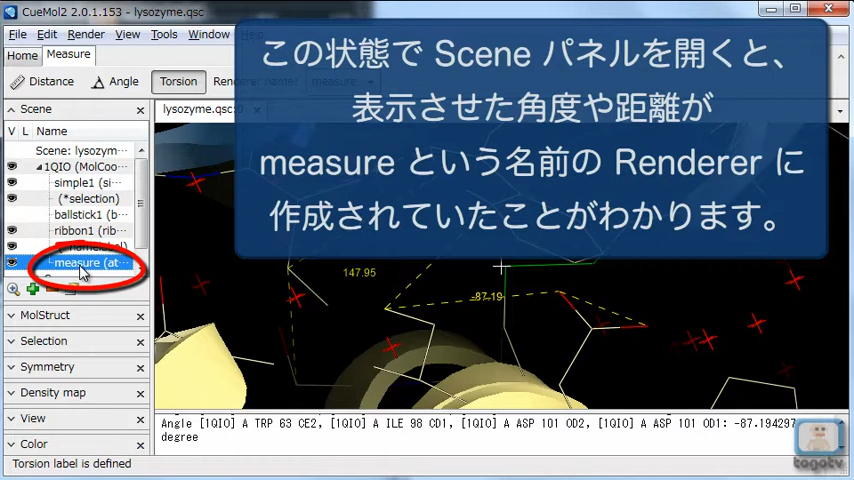 CueMol2 2.0.1.153 - lysozyme.qsc
File Edit Render View Tools Window
Home Measure
Distance Angle Torsion Renderer name: measure
Scene
lysozyme.qsc:0
この状態で Scene パネルを開くと、
表示させた角度や距離が
measure という名前の Renderer に
作成されていたことがわかります。
V L Name
Scene: lysozym…
1QIO (MolCoo…
simple1 (si…
(*selection)
ballstick1 (b…
ribbon1 (rib…
measure (at…
147.95
-87.19
MolStruct
Selection
Symmetry
Density map
View
Color
Angle [1QIO] A TRP 63 CE2, [1QIO] A ILE 98 CD1, [1QIO] A ASP 101 OD2, [1QIO] A ASP 101 OD1: -87.194297
degree
Torsion label is defined
togotv